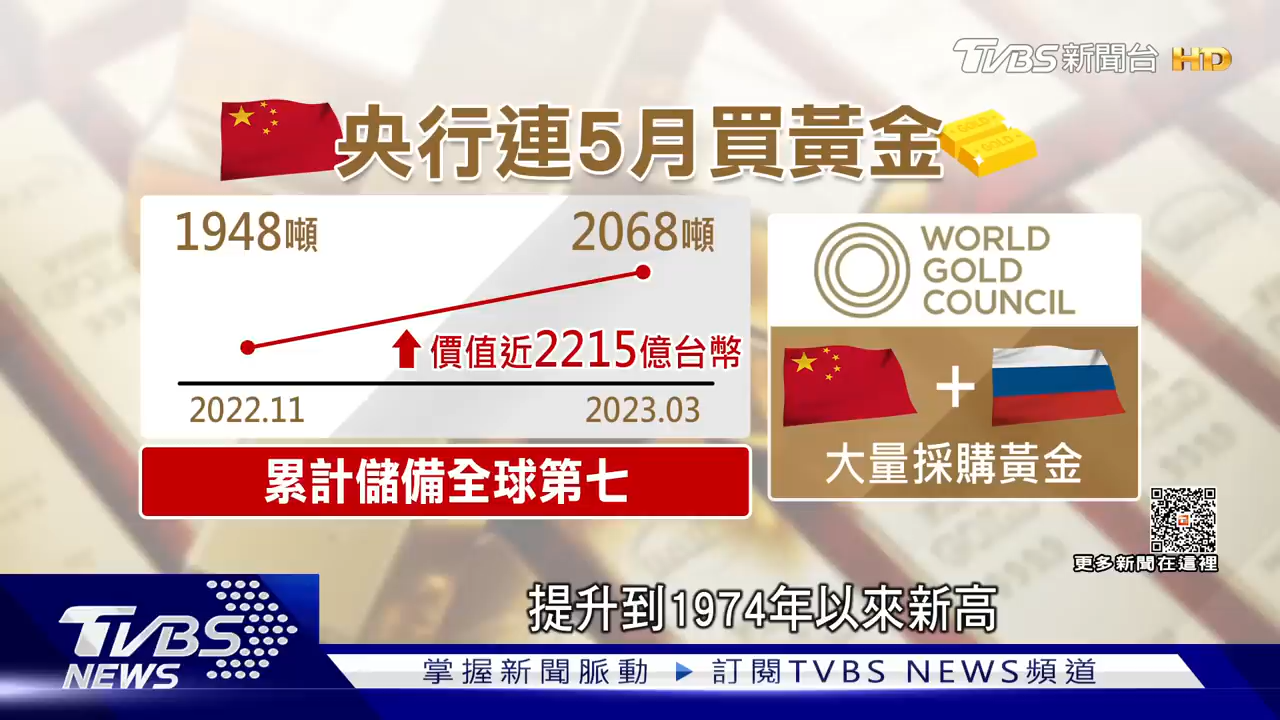 TVBS新聞台 HD
央行連5月買黃金
GOLD
GOLD
1948噸
2068噸
價值近2215億台幣
2022.11
2023.03
累計儲備全球第七
WORLD
GOLD
COUNCIL
+
大量採購黃金
更多新聞在這裡
提升到1974年以來新高
TVBS
NEWS
掌握新聞脈動 ▶ 訂閱TVBS NEWS頻道